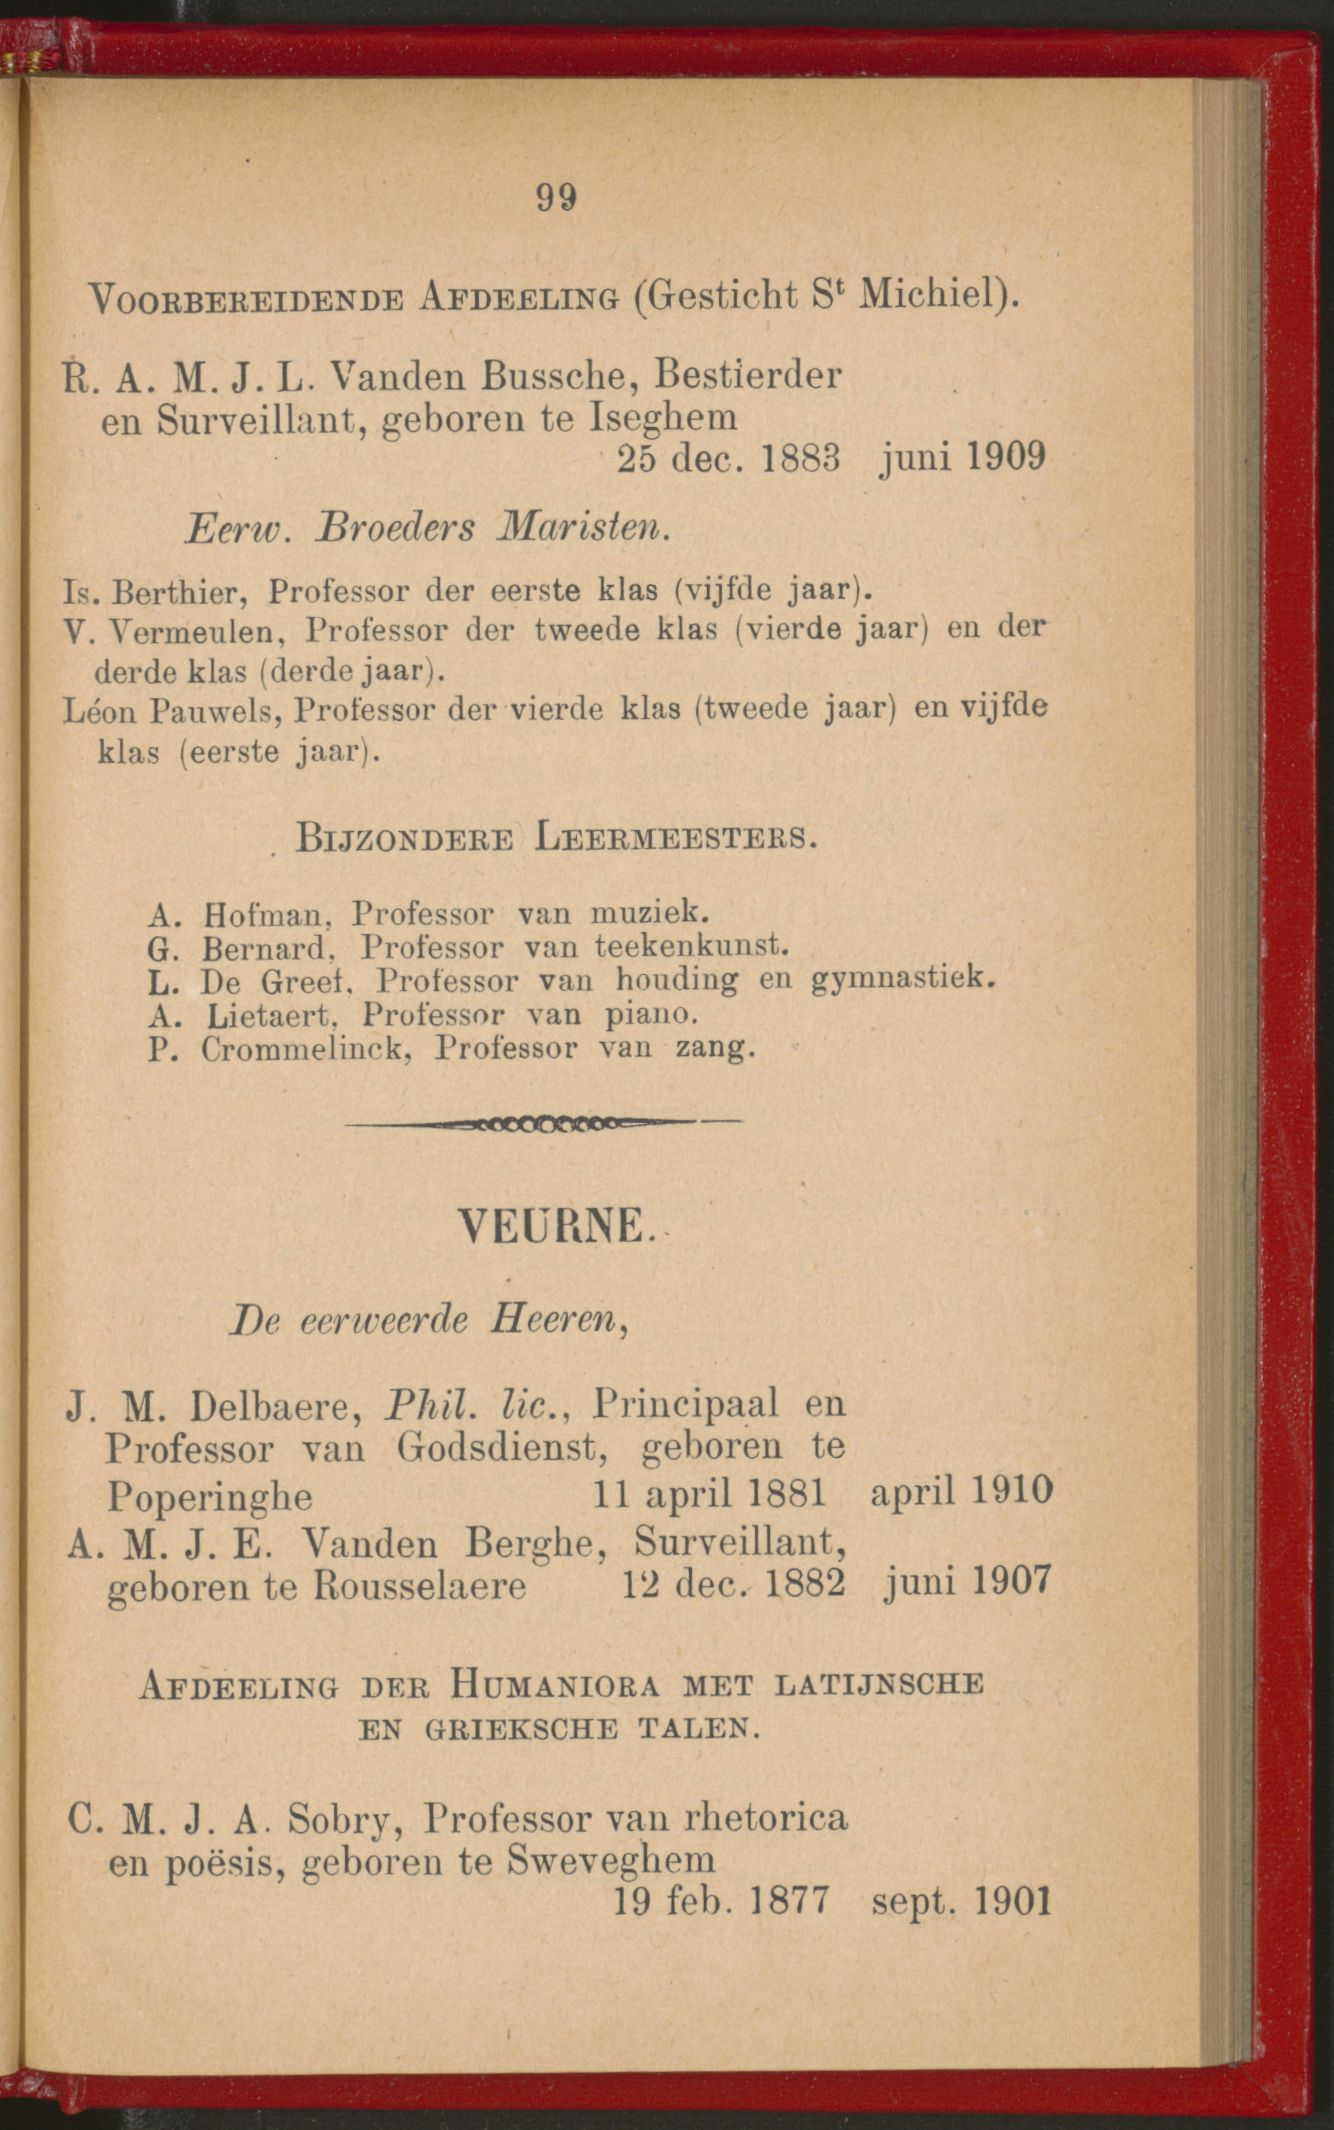 99
Voorbereidende Afdeeling (Gesticht St Michiel).
R. A. M. J. L. Vanden Bussche, Bestierder
en Surveillant, geboren te Iseghem
25 dec. 1883 juni 1909
Eerw. Broeders Maristen.
Is. Berthier, Professor der eerste klas (vijfde jaar).
V. Vermeulen, Professor der tweede klas (vierde jaar) en der
derde klas (derde jaar).
Léon Pauwels, Professor der vierde klas (tweede jaar) en vijfde
klas (eerste jaar).
Bijzondere Leermeesters.
A. Hofman, Professor van muziek.
G. Bernard, Professor van teekenkunst.
L. De Greef, Professor van houding en gymnastiek.
A. Lietaert, Professor van piano.
P. Crommelinck, Professor van zang.
VEURNE.
De eerweerde Heeren,
J. M. Delbaere, Phil. lic., Principaal en
Professor van Godsdienst, geboren te
Poperinghe 11 april 1881 april 1910
A. M. J. E. Vanden Berghe, Surveillant,
geboren te Rousselaere 12 dec. 1882 juni 1907
Afdeeling der Humaniora met latijnsche
en grieksche talen.
C. M. J. A. Sobry, Professor van rhetorica
en poësis, geboren te Sweveghem
19 feb. 1877 sept. 1901